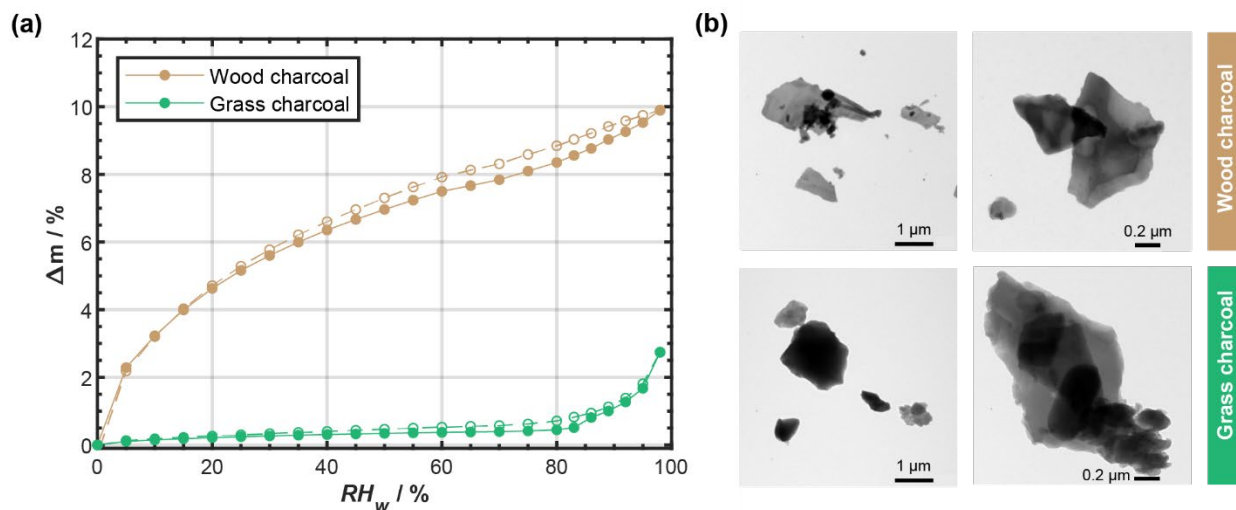 (a)
12
10
8
6
4
2
0
Δm / %
Wood charcoal
Grass charcoal
0
20
40
60
80
100
RH_w / %
(b)
1 µm
0.2 µm
Wood charcoal
1 µm
0.2 µm
Grass charcoal